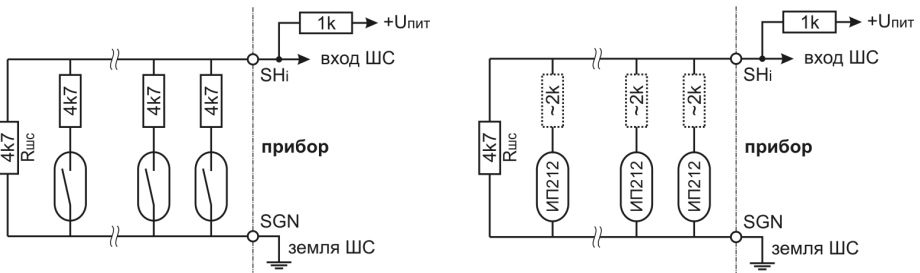 1k
+Uпит
вход ШС
SHi
4k7
4k7
4k7
4k7
Rшс
прибор
SGN
земля ШС
1k
+Uпит
вход ШС
SHi
~2k
~2k
~2k
4k7
Rшс
прибор
ИП212
ИП212
ИП212
SGN
земля ШС